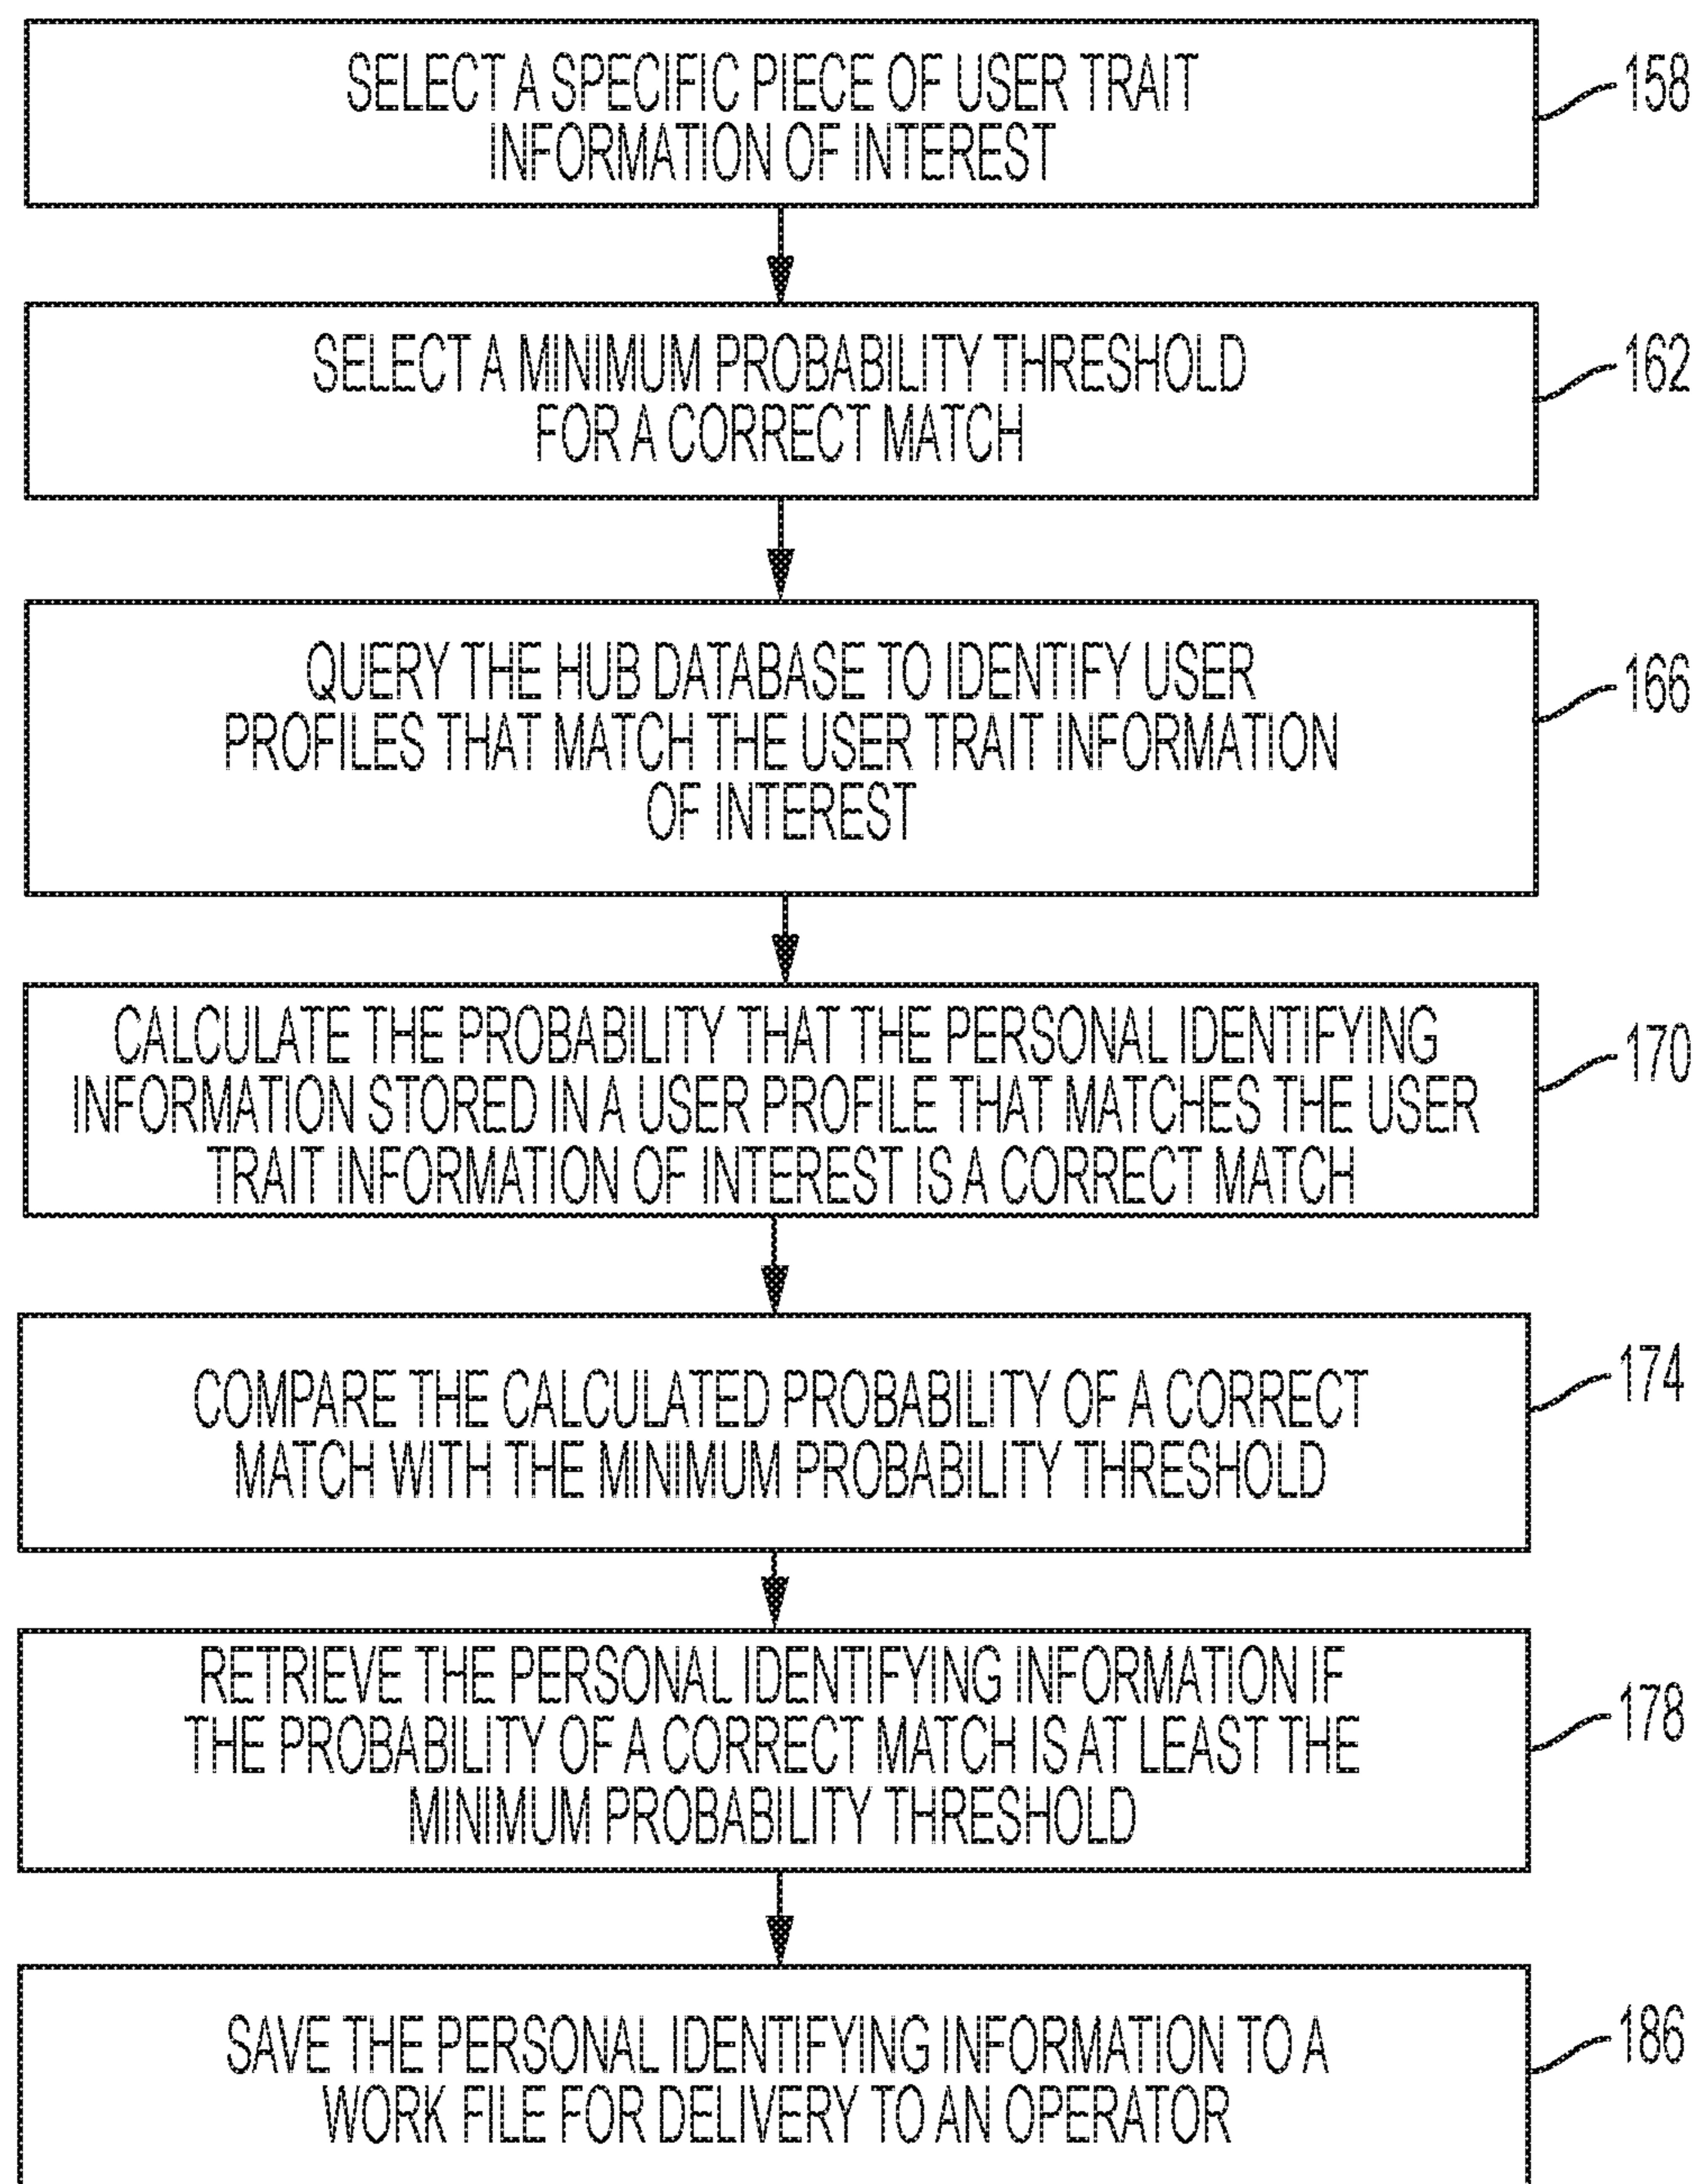 SELECT A SPECIFIC PIECE OF USER TRAIT
INFORMATION OF INTEREST
158
SELECT A MINIMUM PROBABILITY THRESHOLD
FOR A CORRECT MATCH
162
QUERY THE HUB DATABASE TO IDENTIFY USER
PROFILES THAT MATCH THE USER TRAIT INFORMATION
OF INTEREST
166
CALCULATE THE PROBABILITY THAT THE PERSONAL IDENTIFYING
INFORMATION STORED IN A USER PROFILE THAT MATCHES THE USER
TRAIT INFORMATION OF INTEREST IS A CORRECT MATCH
170
COMPARE THE CALCULATED PROBABILITY OF A CORRECT
MATCH WITH THE MINIMUM PROBABILITY THRESHOLD
174
RETRIEVE THE PERSONAL IDENTIFYING INFORMATION IF
THE PROBABILITY OF A CORRECT MATCH IS AT LEAST THE
MINIMUM PROBABILITY THRESHOLD
178
SAVE THE PERSONAL IDENTIFYING INFORMATION TO A
WORK FILE FOR DELIVERY TO AN OPERATOR
186